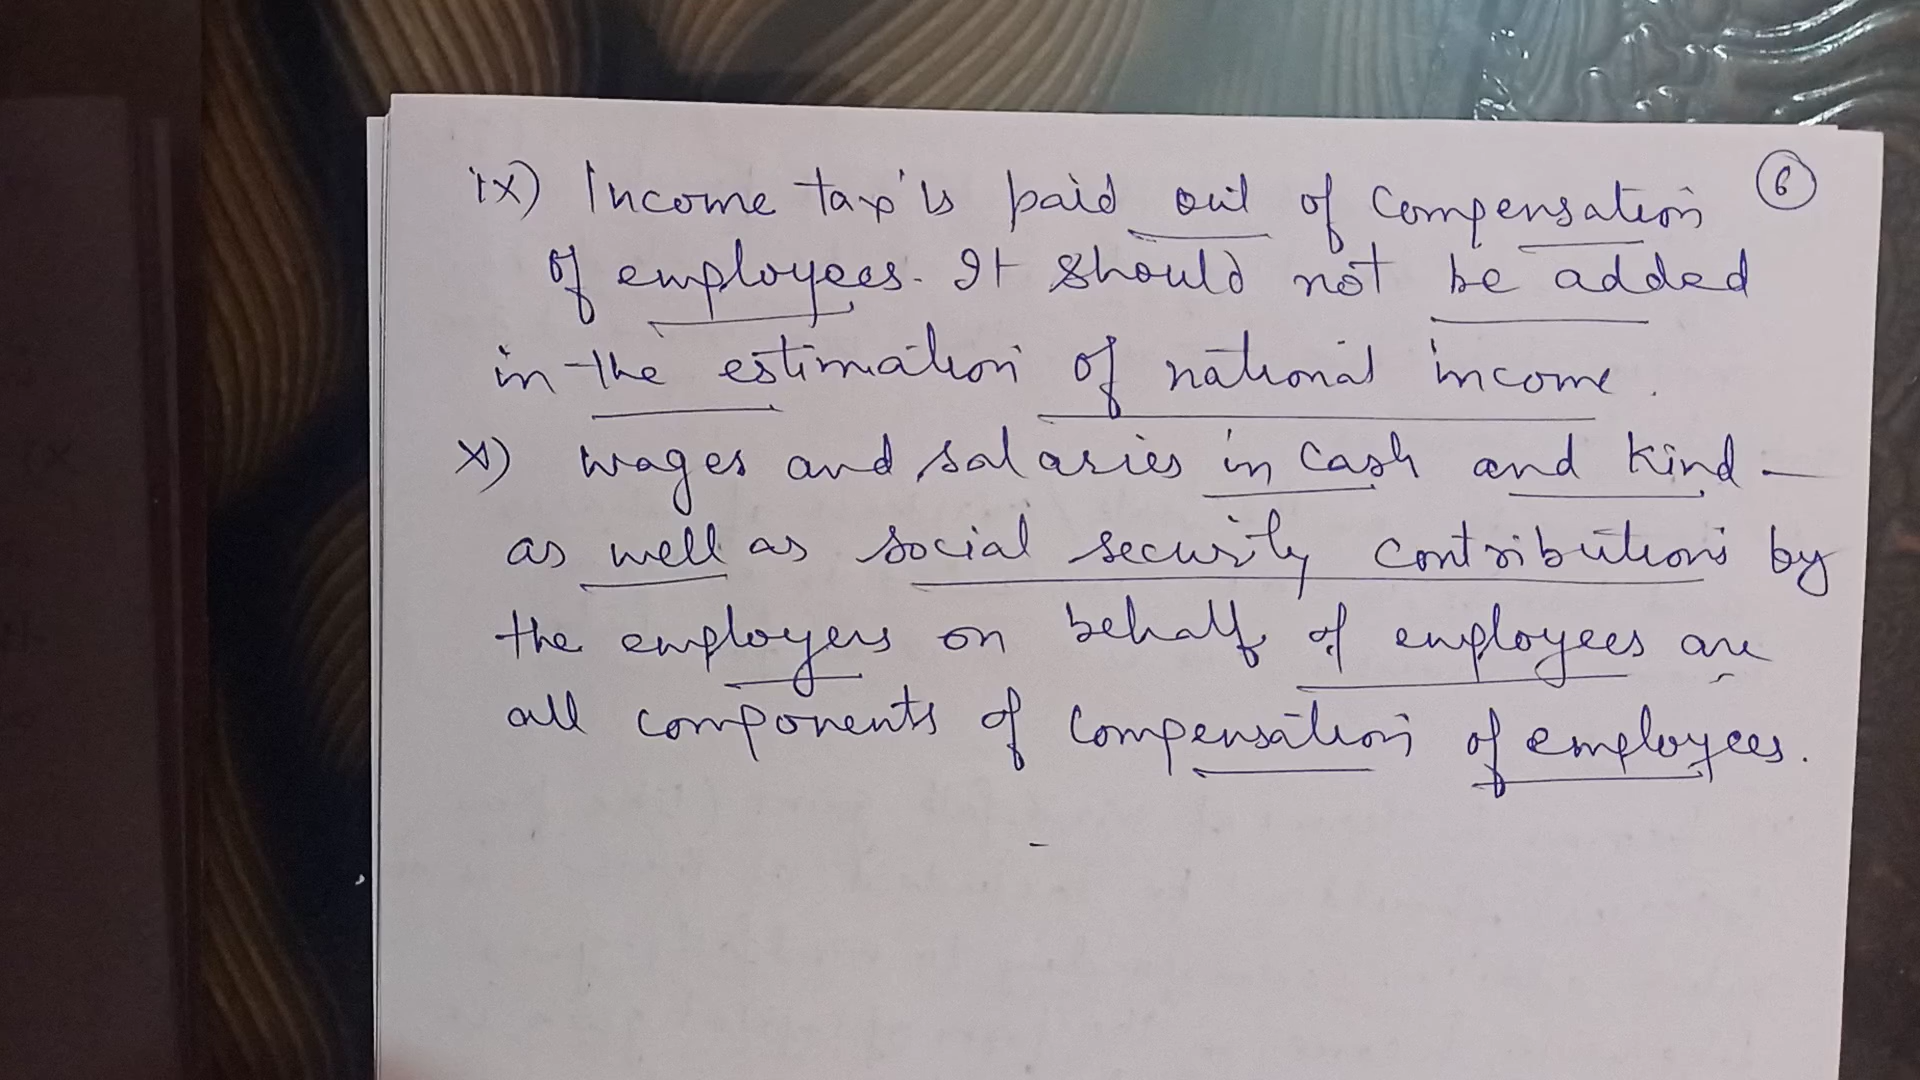 ix) Income tax is paid out of compensation ⑥
of employees. It should not be added
in the estimation of national income.
x) wages and salaries in cash and kind -
as well as social security contributions by
the employers on behalf of employees are
all components of compensation of employees.